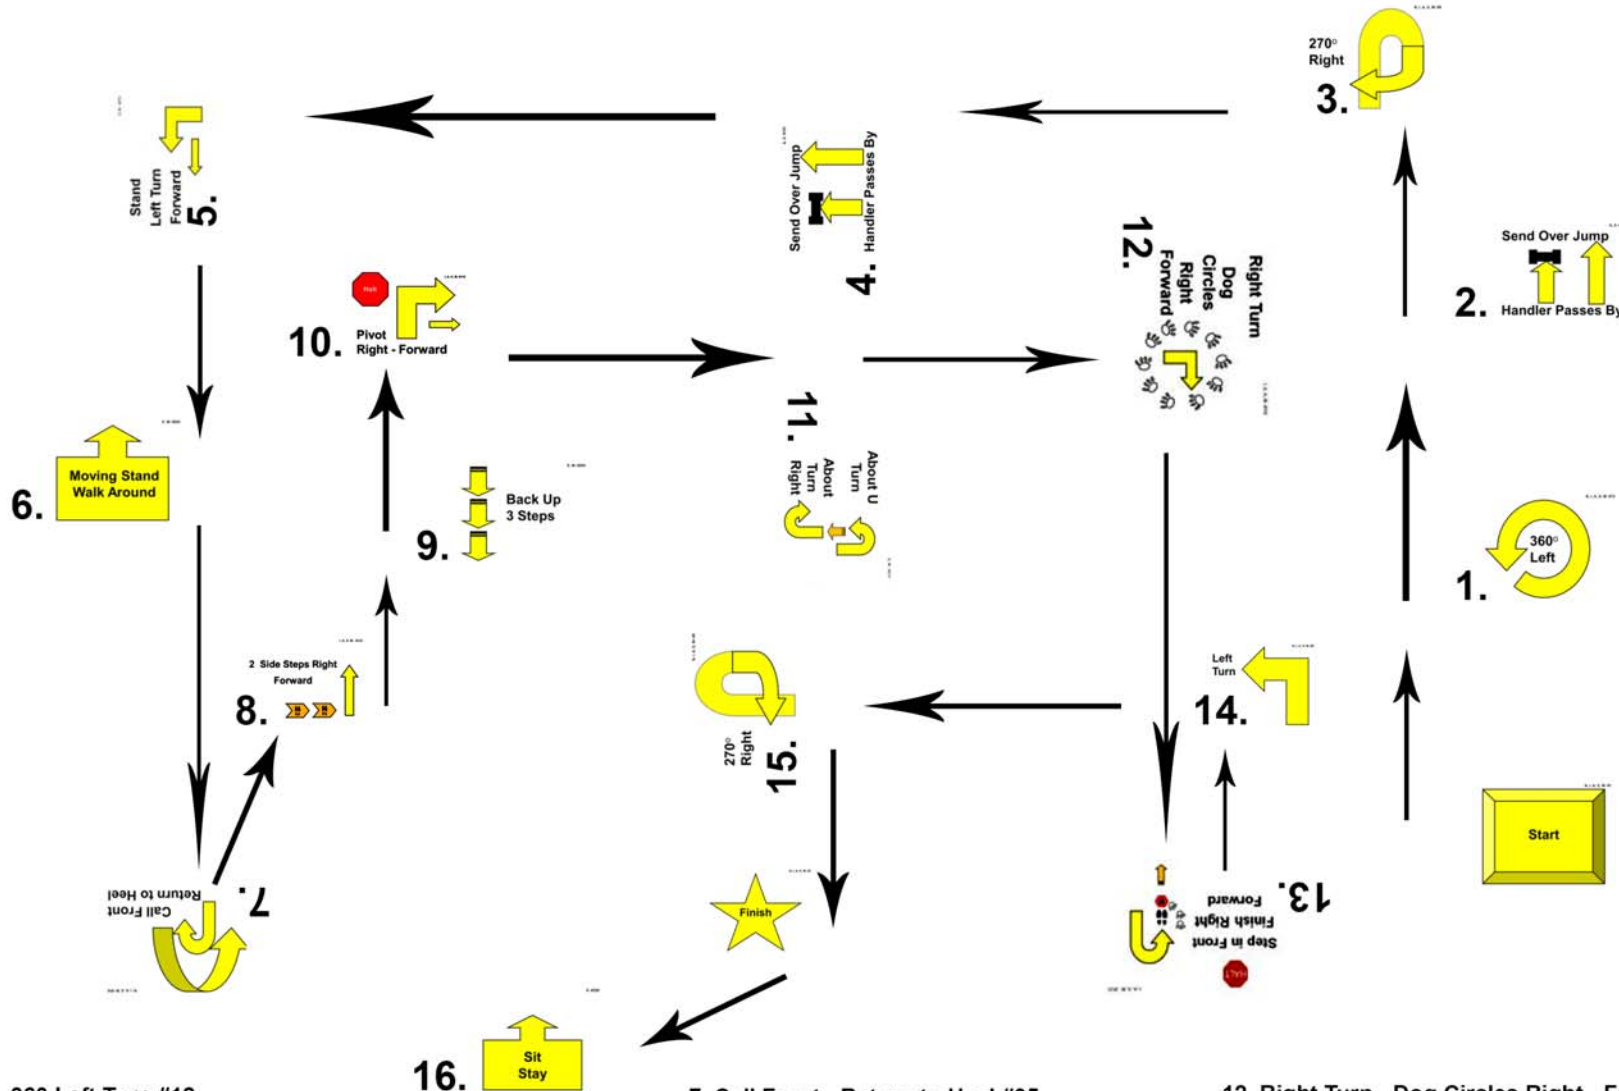 270°
Right
3.
Stand
Left Turn
Forward
5.
Send Over Jump
Handler Passes By
4.
12.
Right Turn
Dog
Circles
Right
Forward
Send Over Jump
2.
Handler Passes By
Halt
10.
Pivot
Right - Forward
11.
About U
Turn
About
Turn
Right
6.
Moving Stand
Walk Around
9.
Back Up
3 Steps
1.
360°
Left
2 Side Steps Right
Forward
8.
Left
Turn
14.
270°
Right
15.
Start
7.
Call Front
Return to Heel
Finish
13.
HALT
Step in Front
Finish Right
Forward
16.
Sit
Stay